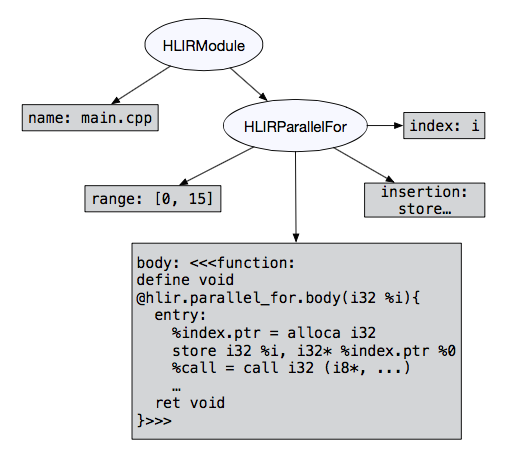 HLIRModule
name: main.cpp
HLIRParallelFor
index: i
range: [0, 15]
insertion:
store…
body: <<<function:
define void
@hlir.parallel_for.body(i32 %i){
  entry:
    %index.ptr = alloca i32
    store i32 %i, i32* %index.ptr %0
    %call = call i32 (i8*, ...)
    …
  ret void
}>>>